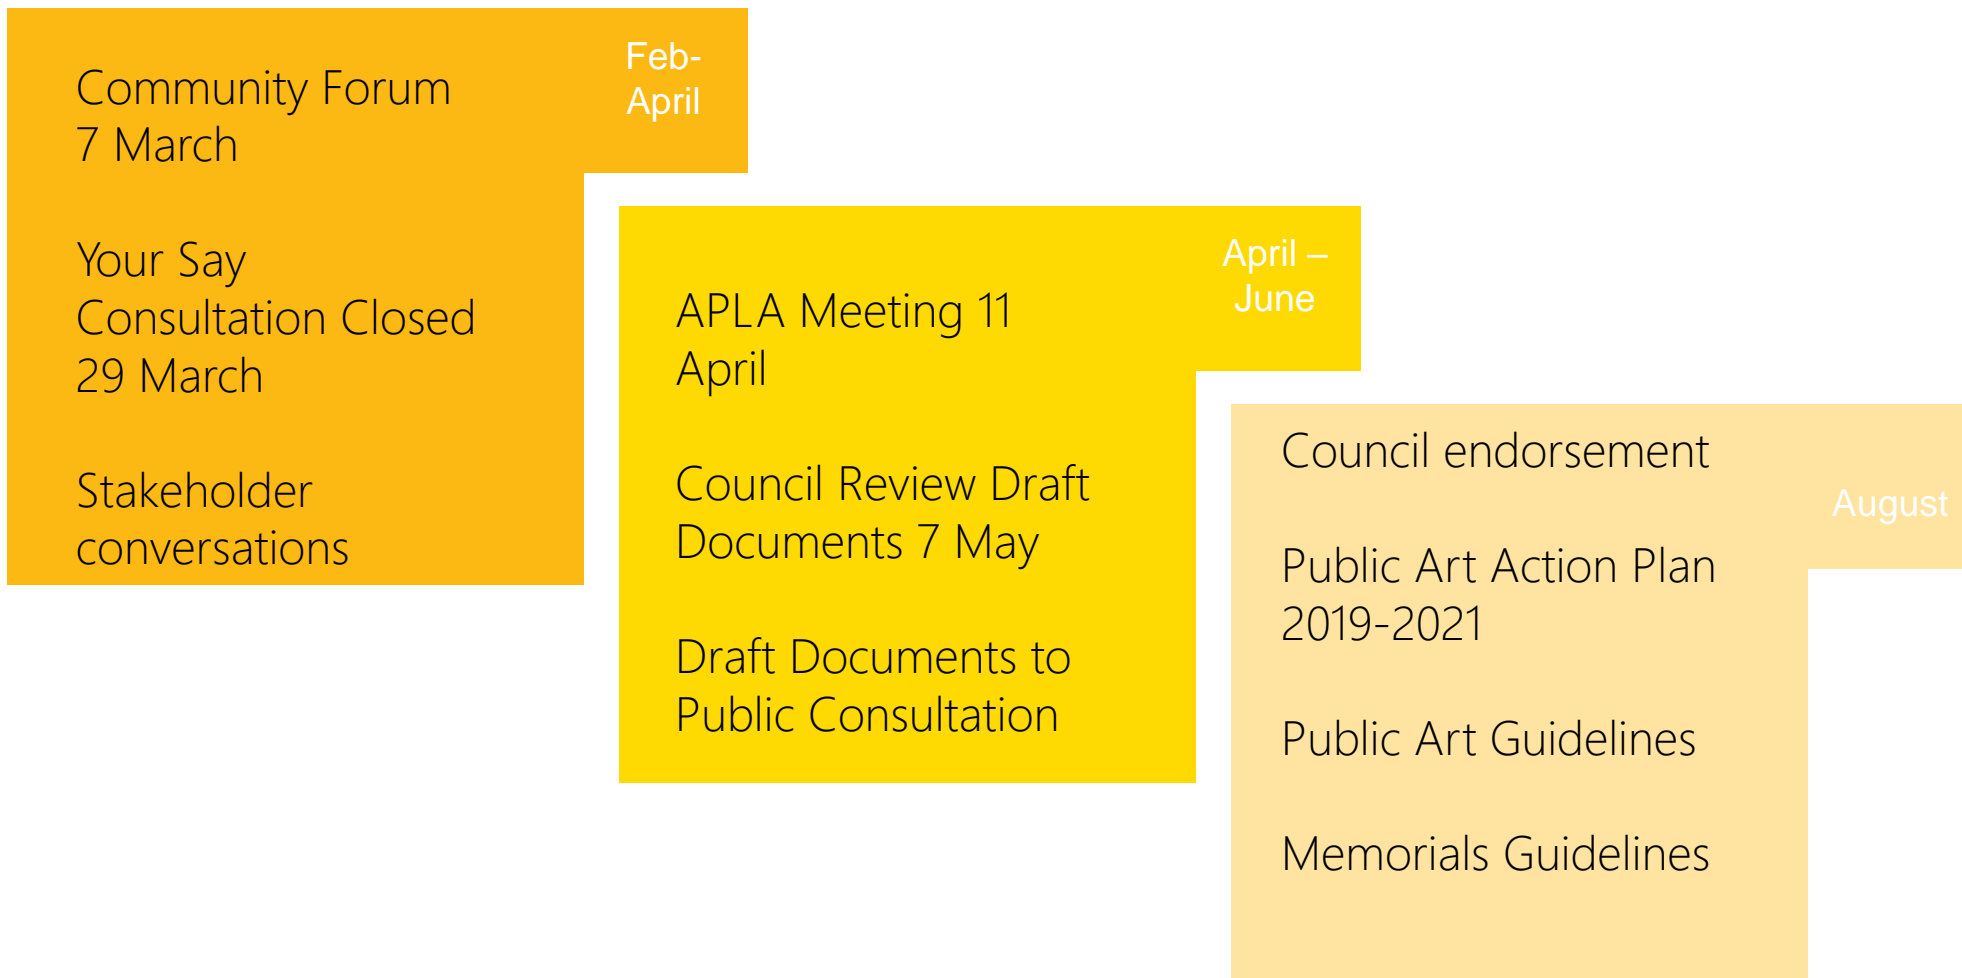 Community Forum
7 March
Your Say
Consultation Closed
29 March
Stakeholder
conversations
Feb-
April
APLA Meeting 11
April
Council Review Draft
Documents 7 May
Draft Documents to
Public Consultation
April –
June
Council endorsement
Public Art Action Plan
2019-2021
Public Art Guidelines
Memorials Guidelines
August